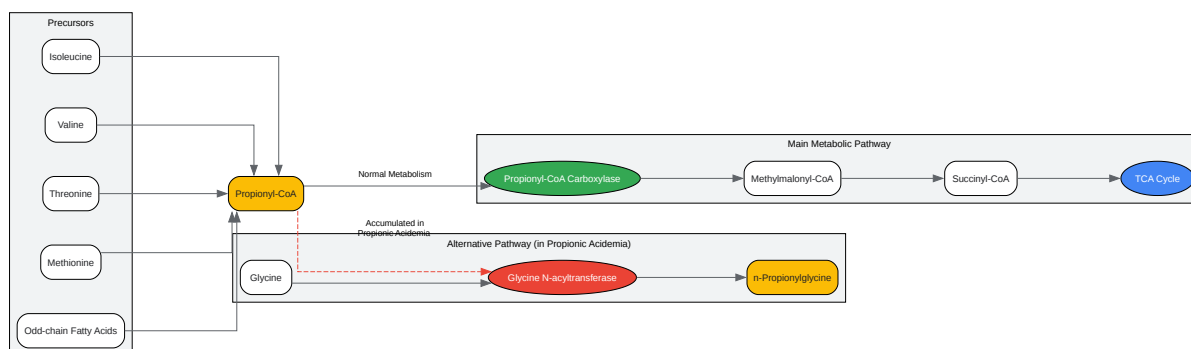 Precursors
Isoleucine
Valine
Threonine
Methionine
Odd-chain Fatty Acids
Propionyl-CoA
Normal Metabolism
Accumulated in
Propionic Acidemia
Main Metabolic Pathway
Propionyl-CoA Carboxylase
Methylmalonyl-CoA
Succinyl-CoA
TCA Cycle
Alternative Pathway (in Propionic Acidemia)
Glycine
Glycine N-acyltransferase
n-Propionylglycine